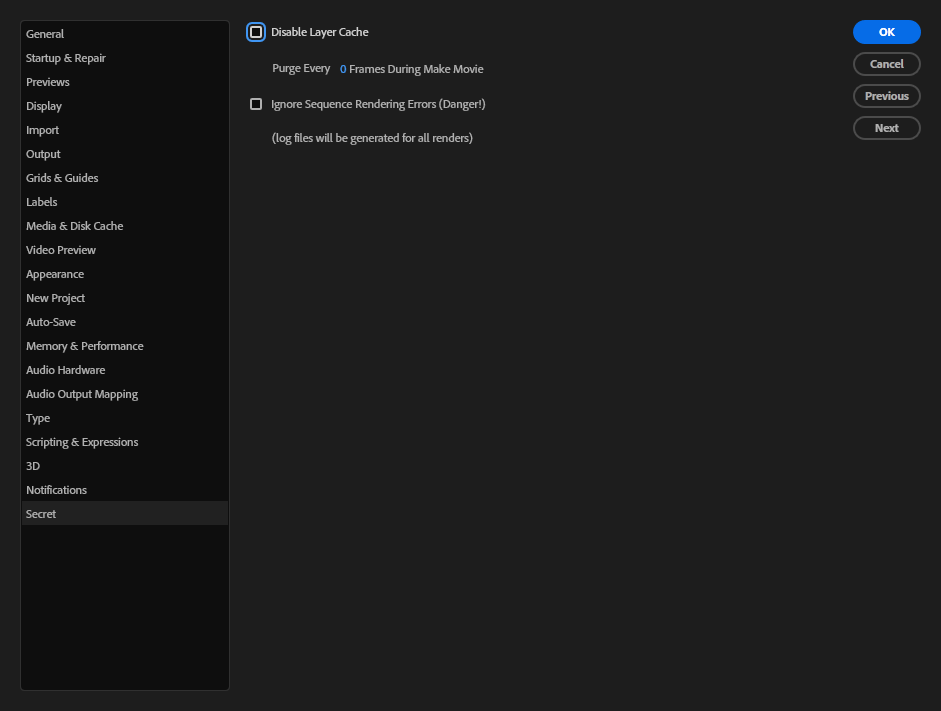 General
Startup & Repair
Previews
Display
Import
Output
Grids & Guides
Labels
Media & Disk Cache
Video Preview
Appearance
New Project
Auto-Save
Memory & Performance
Audio Hardware
Audio Output Mapping
Type
Scripting & Expressions
3D
Notifications
Secret
Disable Layer Cache
Purge Every 0 Frames During Make Movie
Ignore Sequence Rendering Errors (Danger!)
(log files will be generated for all renders)
OK
Cancel
Previous
Next